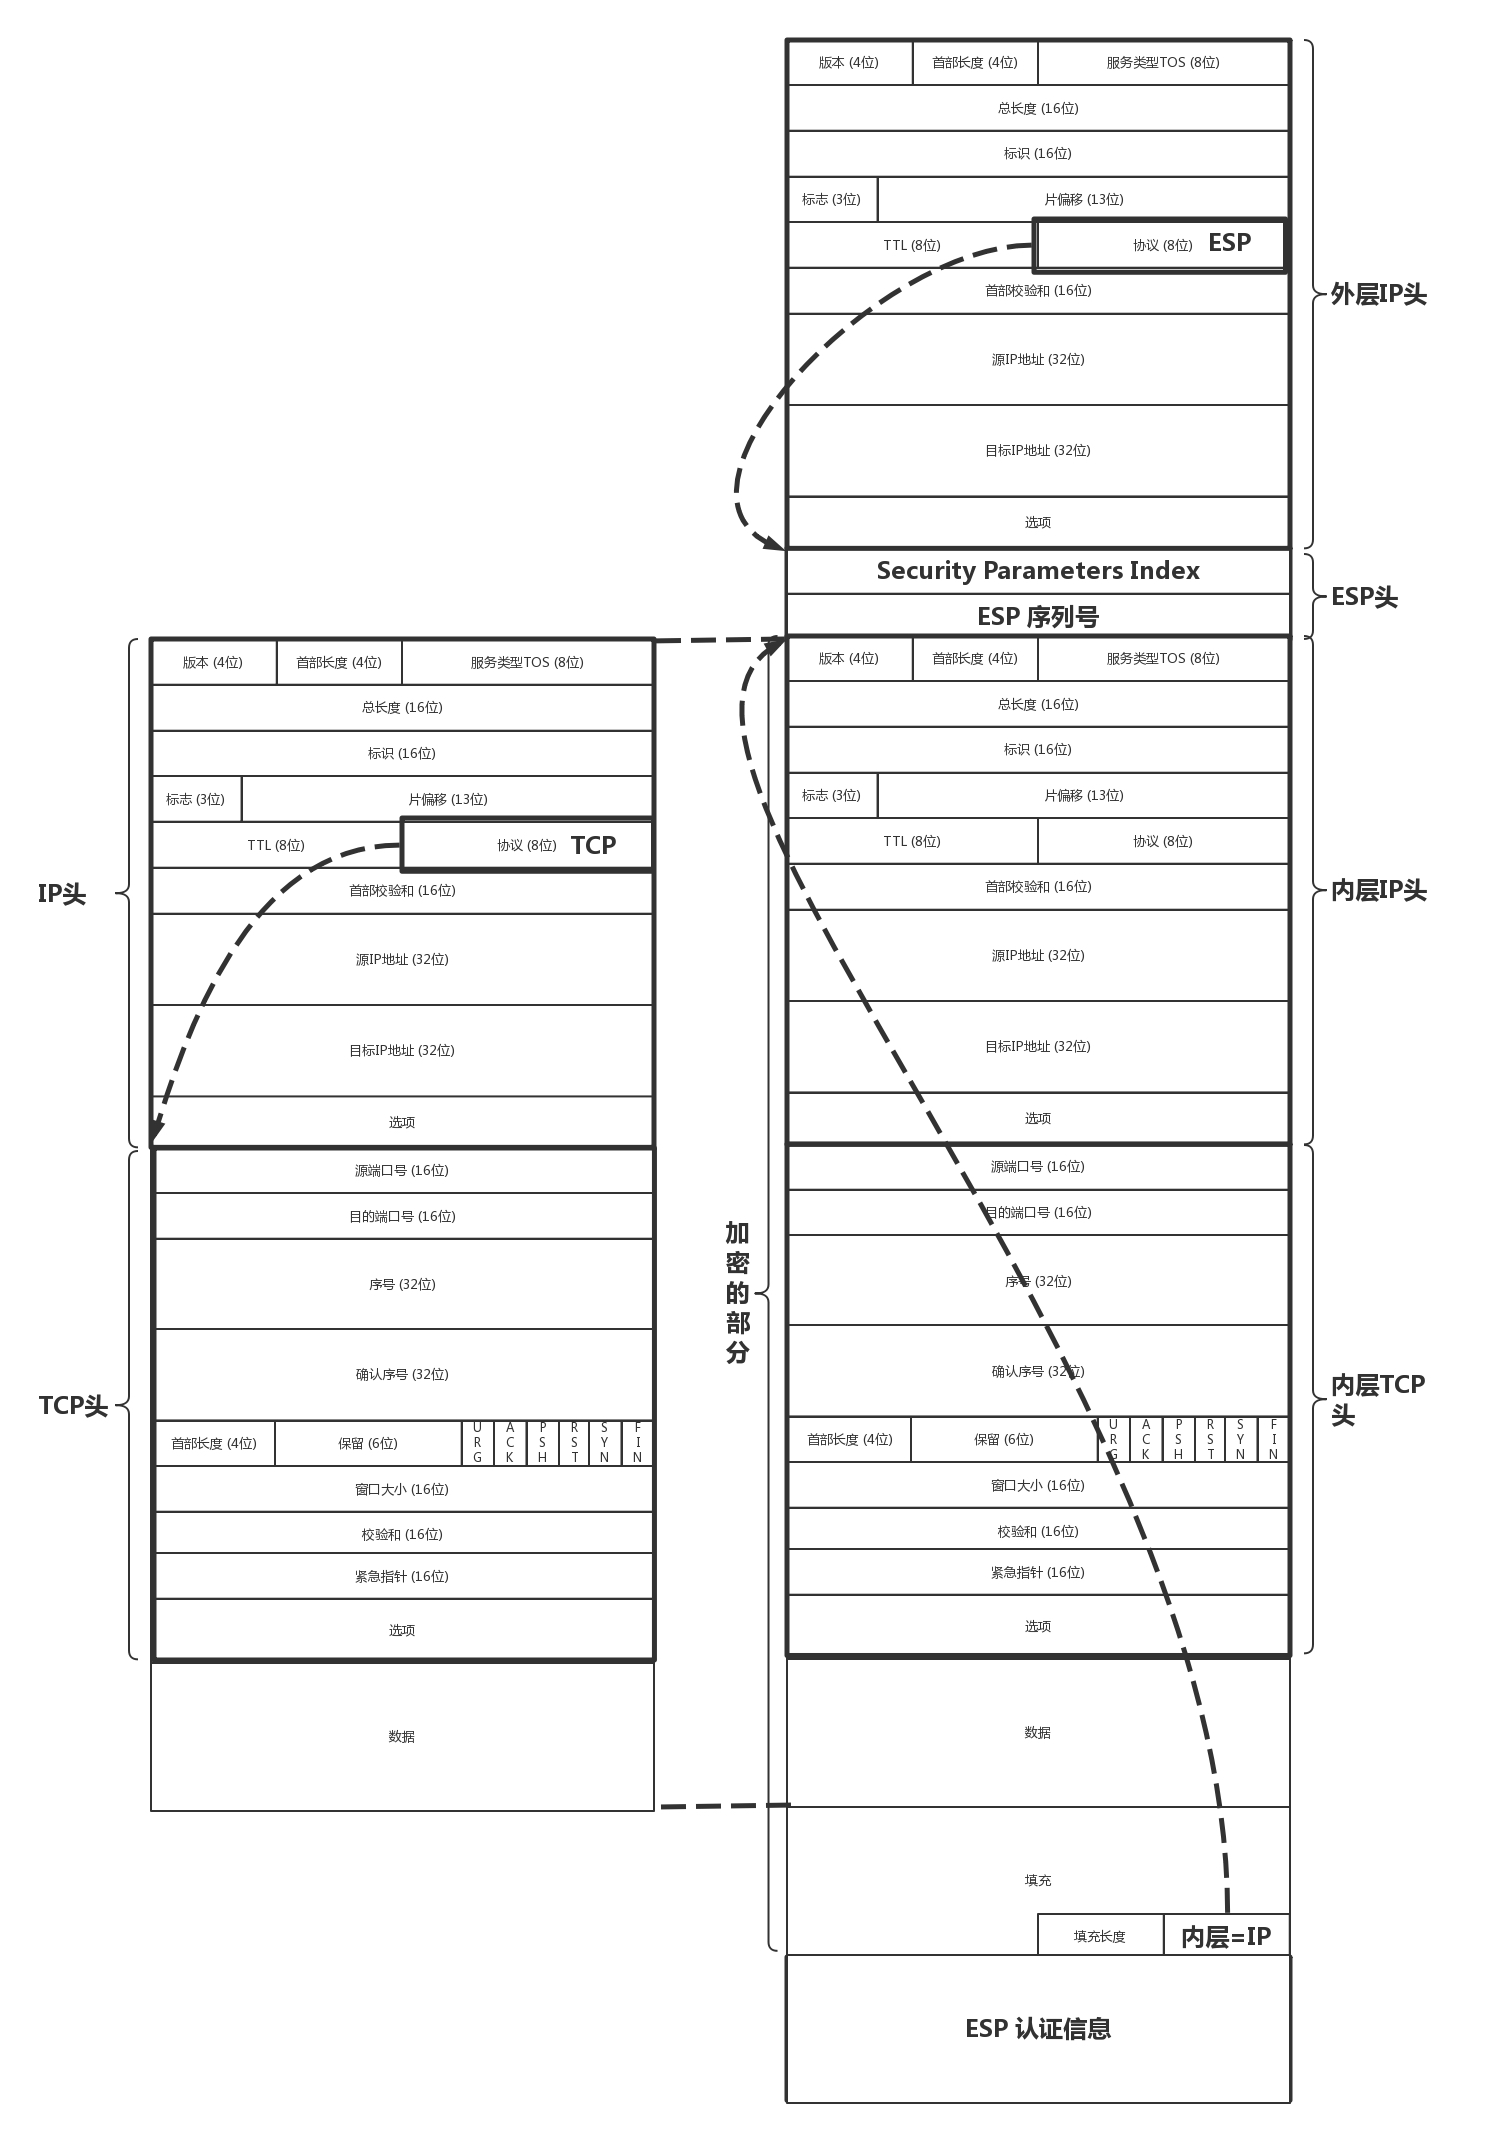 版本 (4位) 首部长度 (4位) 服务类型TOS (8位)
总长度 (16位)
标识 (16位)
标志 (3位) 片偏移 (13位)
TTL (8位) 协议 (8位) ESP
首部校验和 (16位)
外层IP头
源IP地址 (32位)
目标IP地址 (32位)
选项
Security Parameters Index
ESP 序列号
ESP头
版本 (4位) 首部长度 (4位) 服务类型TOS (8位)
总长度 (16位)
标识 (16位)
标志 (3位) 片偏移 (13位)
TTL (8位) 协议 (8位) TCP
首部校验和 (16位)
IP头
源IP地址 (32位)
目标IP地址 (32位)
选项
源端口号 (16位)
目的端口号 (16位)
序号 (32位)
确认序号 (32位)
TCP头
首部长度 (4位) 保留 (6位) URG ACK PSH RST SYN FIN
窗口大小 (16位)
校验和 (16位)
紧急指针 (16位)
选项
数据
版本 (4位) 首部长度 (4位) 服务类型TOS (8位)
总长度 (16位)
标识 (16位)
标志 (3位) 片偏移 (13位)
TTL (8位) 协议 (8位)
首部校验和 (16位)
内层IP头
源IP地址 (32位)
目标IP地址 (32位)
选项
源端口号 (16位)
目的端口号 (16位)
加密的部分
序号 (32位)
确认序号 (32位)
内层TCP
头
首部长度 (4位) 保留 (6位) URG ACK PSH RST SYN FIN
窗口大小 (16位)
校验和 (16位)
紧急指针 (16位)
选项
数据
填充
填充长度 内层=IP
ESP 认证信息